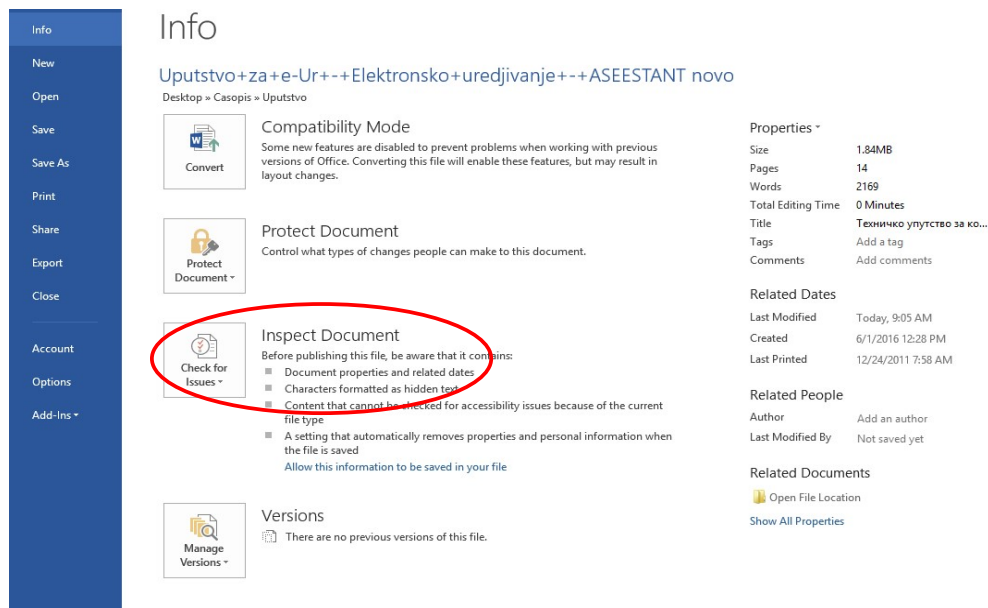 Info
New
Open
Save
Save As
Print
Share
Export
Close
Account
Options
Add-Ins
Info
Uputstvo+za+e-Ur+-+Elektronsko+uredjivanje+-+ASEESTANT novo
Desktop » Casopis » Uputstvo
Convert
Compatibility Mode
Some new features are disabled to prevent problems when working with previous
versions of Office. Converting this file will enable these features, but may result in
layout changes.
Protect
Document
Protect Document
Control what types of changes people can make to this document.
Check for
Issues
Inspect Document
Before publishing this file, be aware that it contains:
Document properties and related dates
Characters formatted as hidden text
Content that cannot be checked for accessibility issues because of the current
file type
A setting that automatically removes properties and personal information when
the file is saved
Allow this information to be saved in your file
Manage
Versions
Versions
There are no previous versions of this file.
Properties
Size 1.84MB
Pages 14
Words 2169
Total Editing Time 0 Minutes
Title Техничко упутство за ко...
Tags Add a tag
Comments Add comments
Related Dates
Last Modified Today, 9:05 AM
Created 6/1/2016 12:28 PM
Last Printed 12/24/2011 7:58 AM
Related People
Author Add an author
Last Modified By Not saved yet
Related Documents
Open File Location
Show All Properties